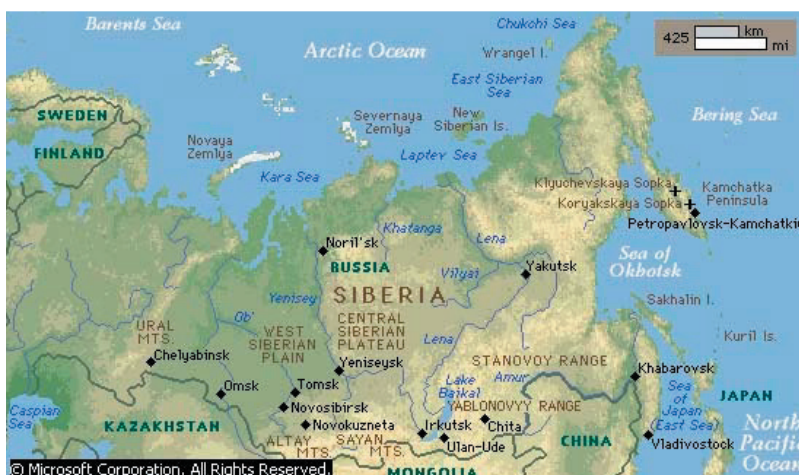 Barents Sea
Chukchi Sea
425 km
mi
Arctic Ocean
Wrangel I.
East Siberian
Sea
SWEDEN
Severnaya
Zemlya
New
Siberian Is.
Bering Sea
FINLAND
Novaya
Zemlya
Laptev Sea
Kara Sea
Klyuchevskaya Sopka
Kamchatka
Peninsula
Koryakskaya Sopka
Petropavlovsk-Kamchatkii
Khatanga
Noril'sk
Lena
RUSSIA
Vilyai
Yakutsk
Sea of
Okhotsk
SIBERIA
Yenisey
Ob'
Sakhalin I.
CENTRAL
SIBERIAN
PLATEAU
WEST
SIBERIAN
PLAIN
URAL
MTS.
Lena
Kuril Is.
Chelyabinsk
Yeniseysk
STANOVOY RANGE
Khabarovsk
Omsk
Tomsk
Lake
Baikal
Amur
Sea
of
Japan
(East Sea)
JAPAN
Caspian
Sea
Novosibirsk
YABLONOVYY RANGE
KAZAKHSTAN
Novokuzneta
Irkutsk
Chita
North
Pacific
Ocean
ALTAY
MTS.
SAYAN
MTS.
Ulan-Ude
CHINA
Vladivostock
MONGOLIA
© Microsoft Corporation. All Rights Reserved.